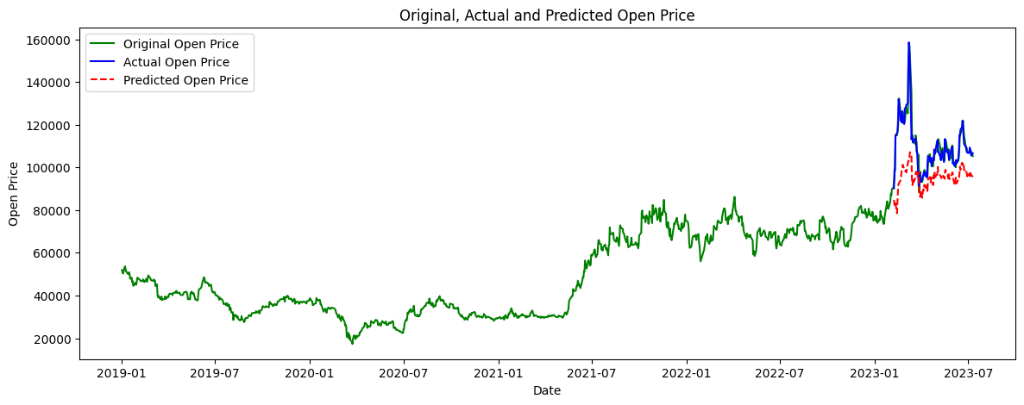 Original, Actual and Predicted Open Price
Original Open Price
Actual Open Price
Predicted Open Price
160000
140000
120000
100000
80000
60000
40000
20000
Open Price
2019-01 2019-07 2020-01 2020-07 2021-01 2021-07 2022-01 2022-07 2023-01 2023-07
Date